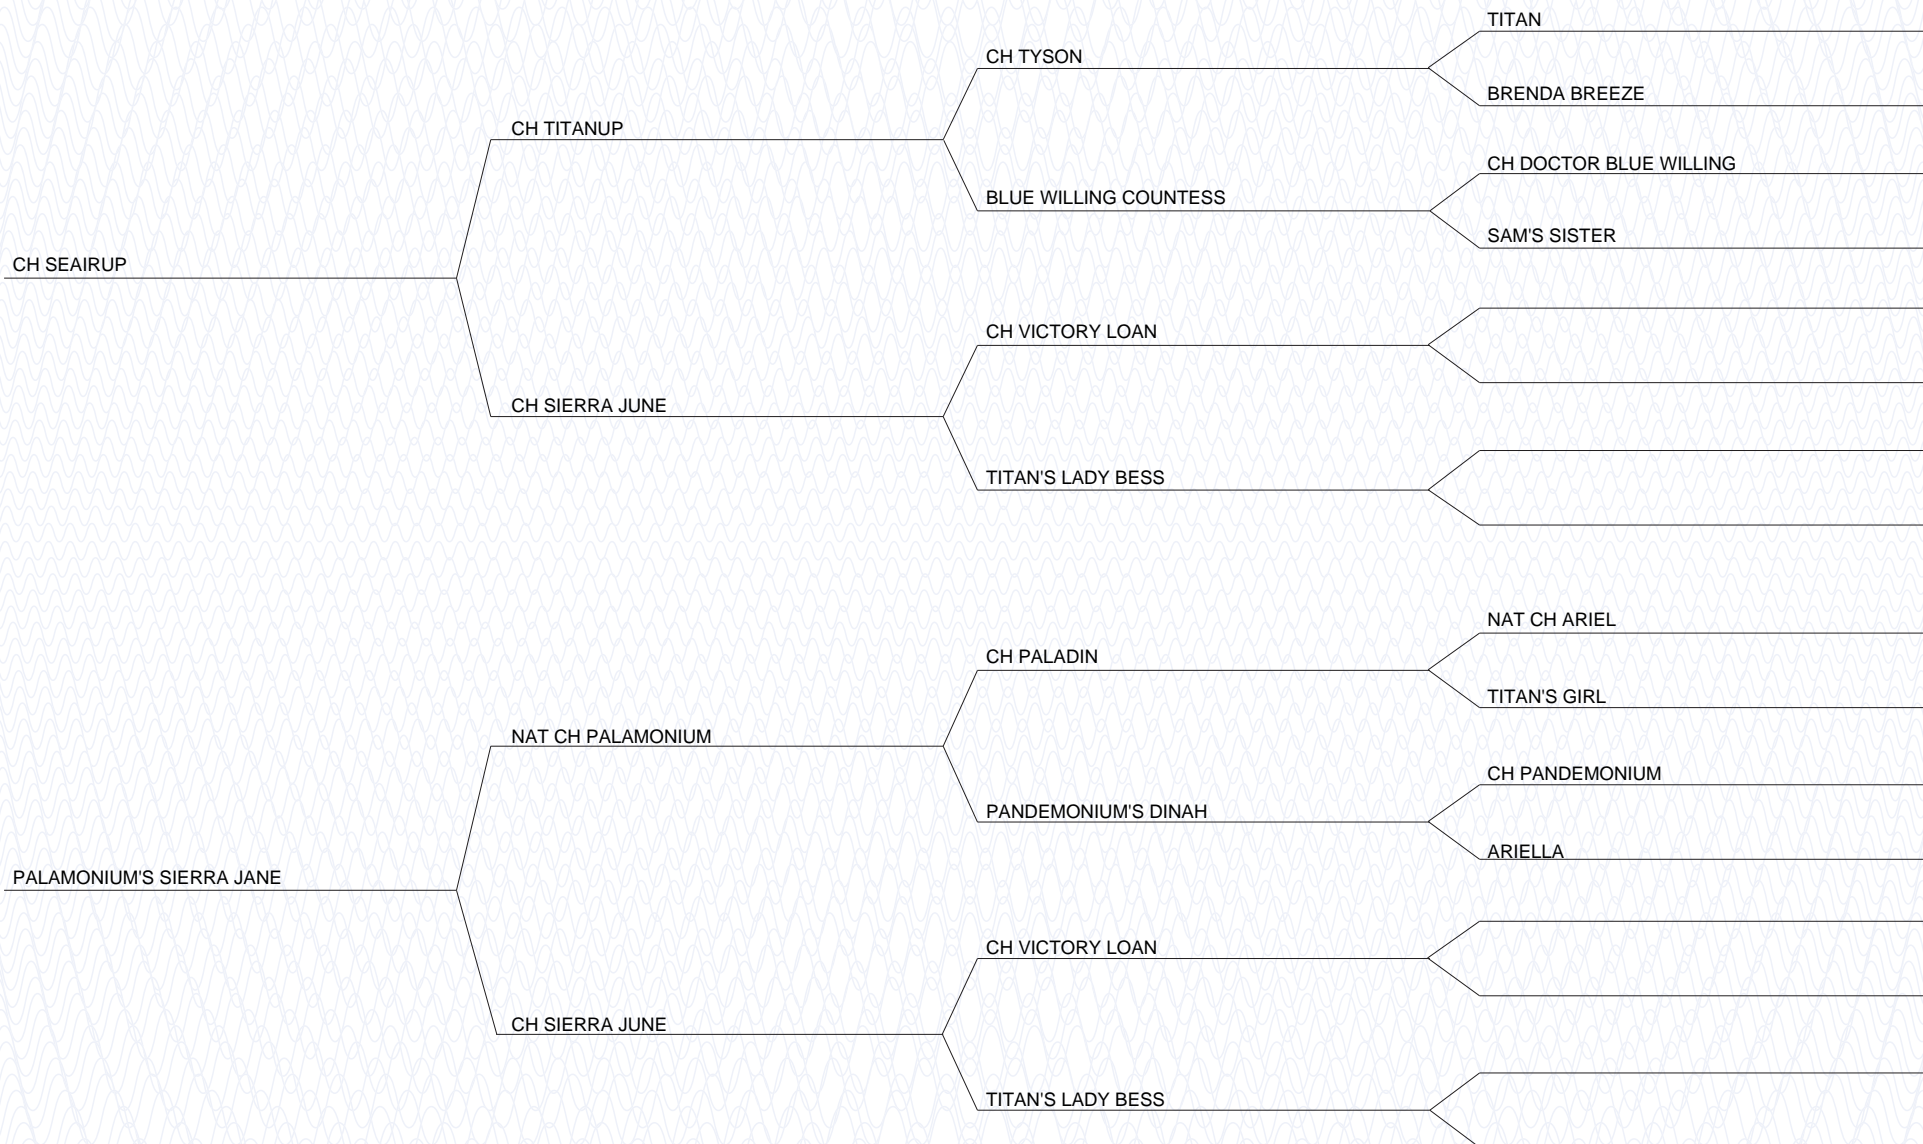 TITAN
CH TYSON
BRENDA BREEZE
CH TITANUP
CH DOCTOR BLUE WILLING
BLUE WILLING COUNTESS
SAM'S SISTER
CH SEAIRUP
CH VICTORY LOAN
CH SIERRA JUNE
TITAN'S LADY BESS
NAT CH ARIEL
CH PALADIN
TITAN'S GIRL
NAT CH PALAMONIUM
CH PANDEMONIUM
PANDEMONIUM'S DINAH
ARIELLA
PALAMONIUM'S SIERRA JANE
CH VICTORY LOAN
CH SIERRA JUNE
TITAN'S LADY BESS